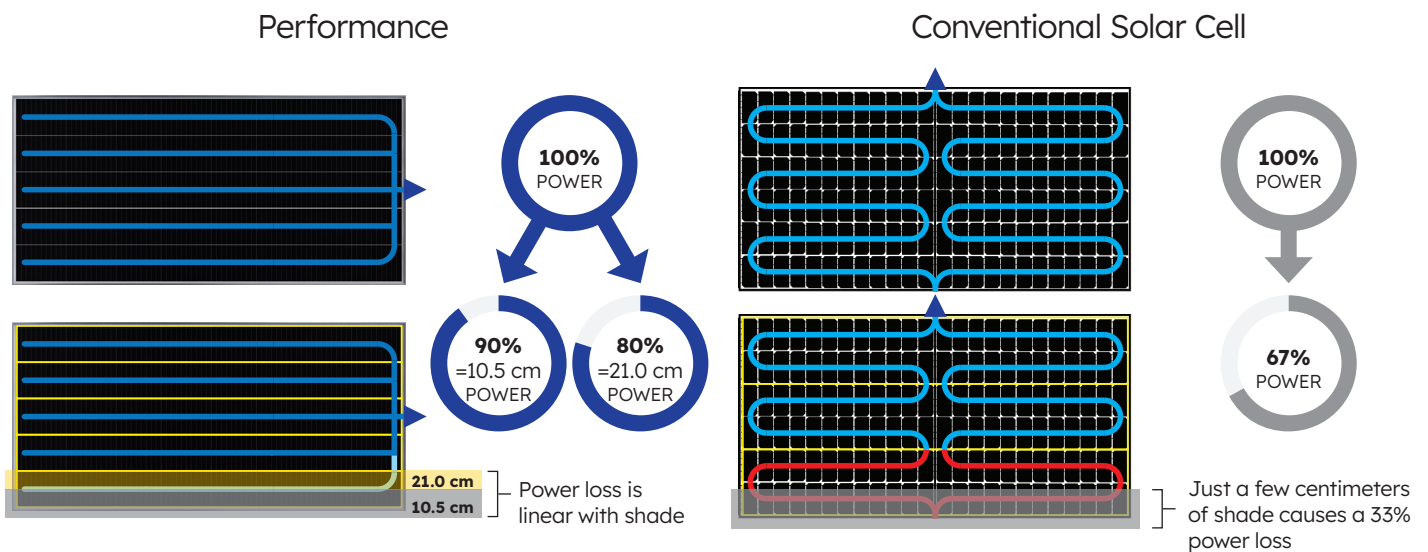 Performance
Conventional Solar Cell
100%
POWER
90%
=10.5 cm
POWER
80%
=21.0 cm
POWER
21.0 cm
10.5 cm
Power loss is
linear with shade
100%
POWER
67%
POWER
Just a few centimeters
of shade causes a 33%
power loss